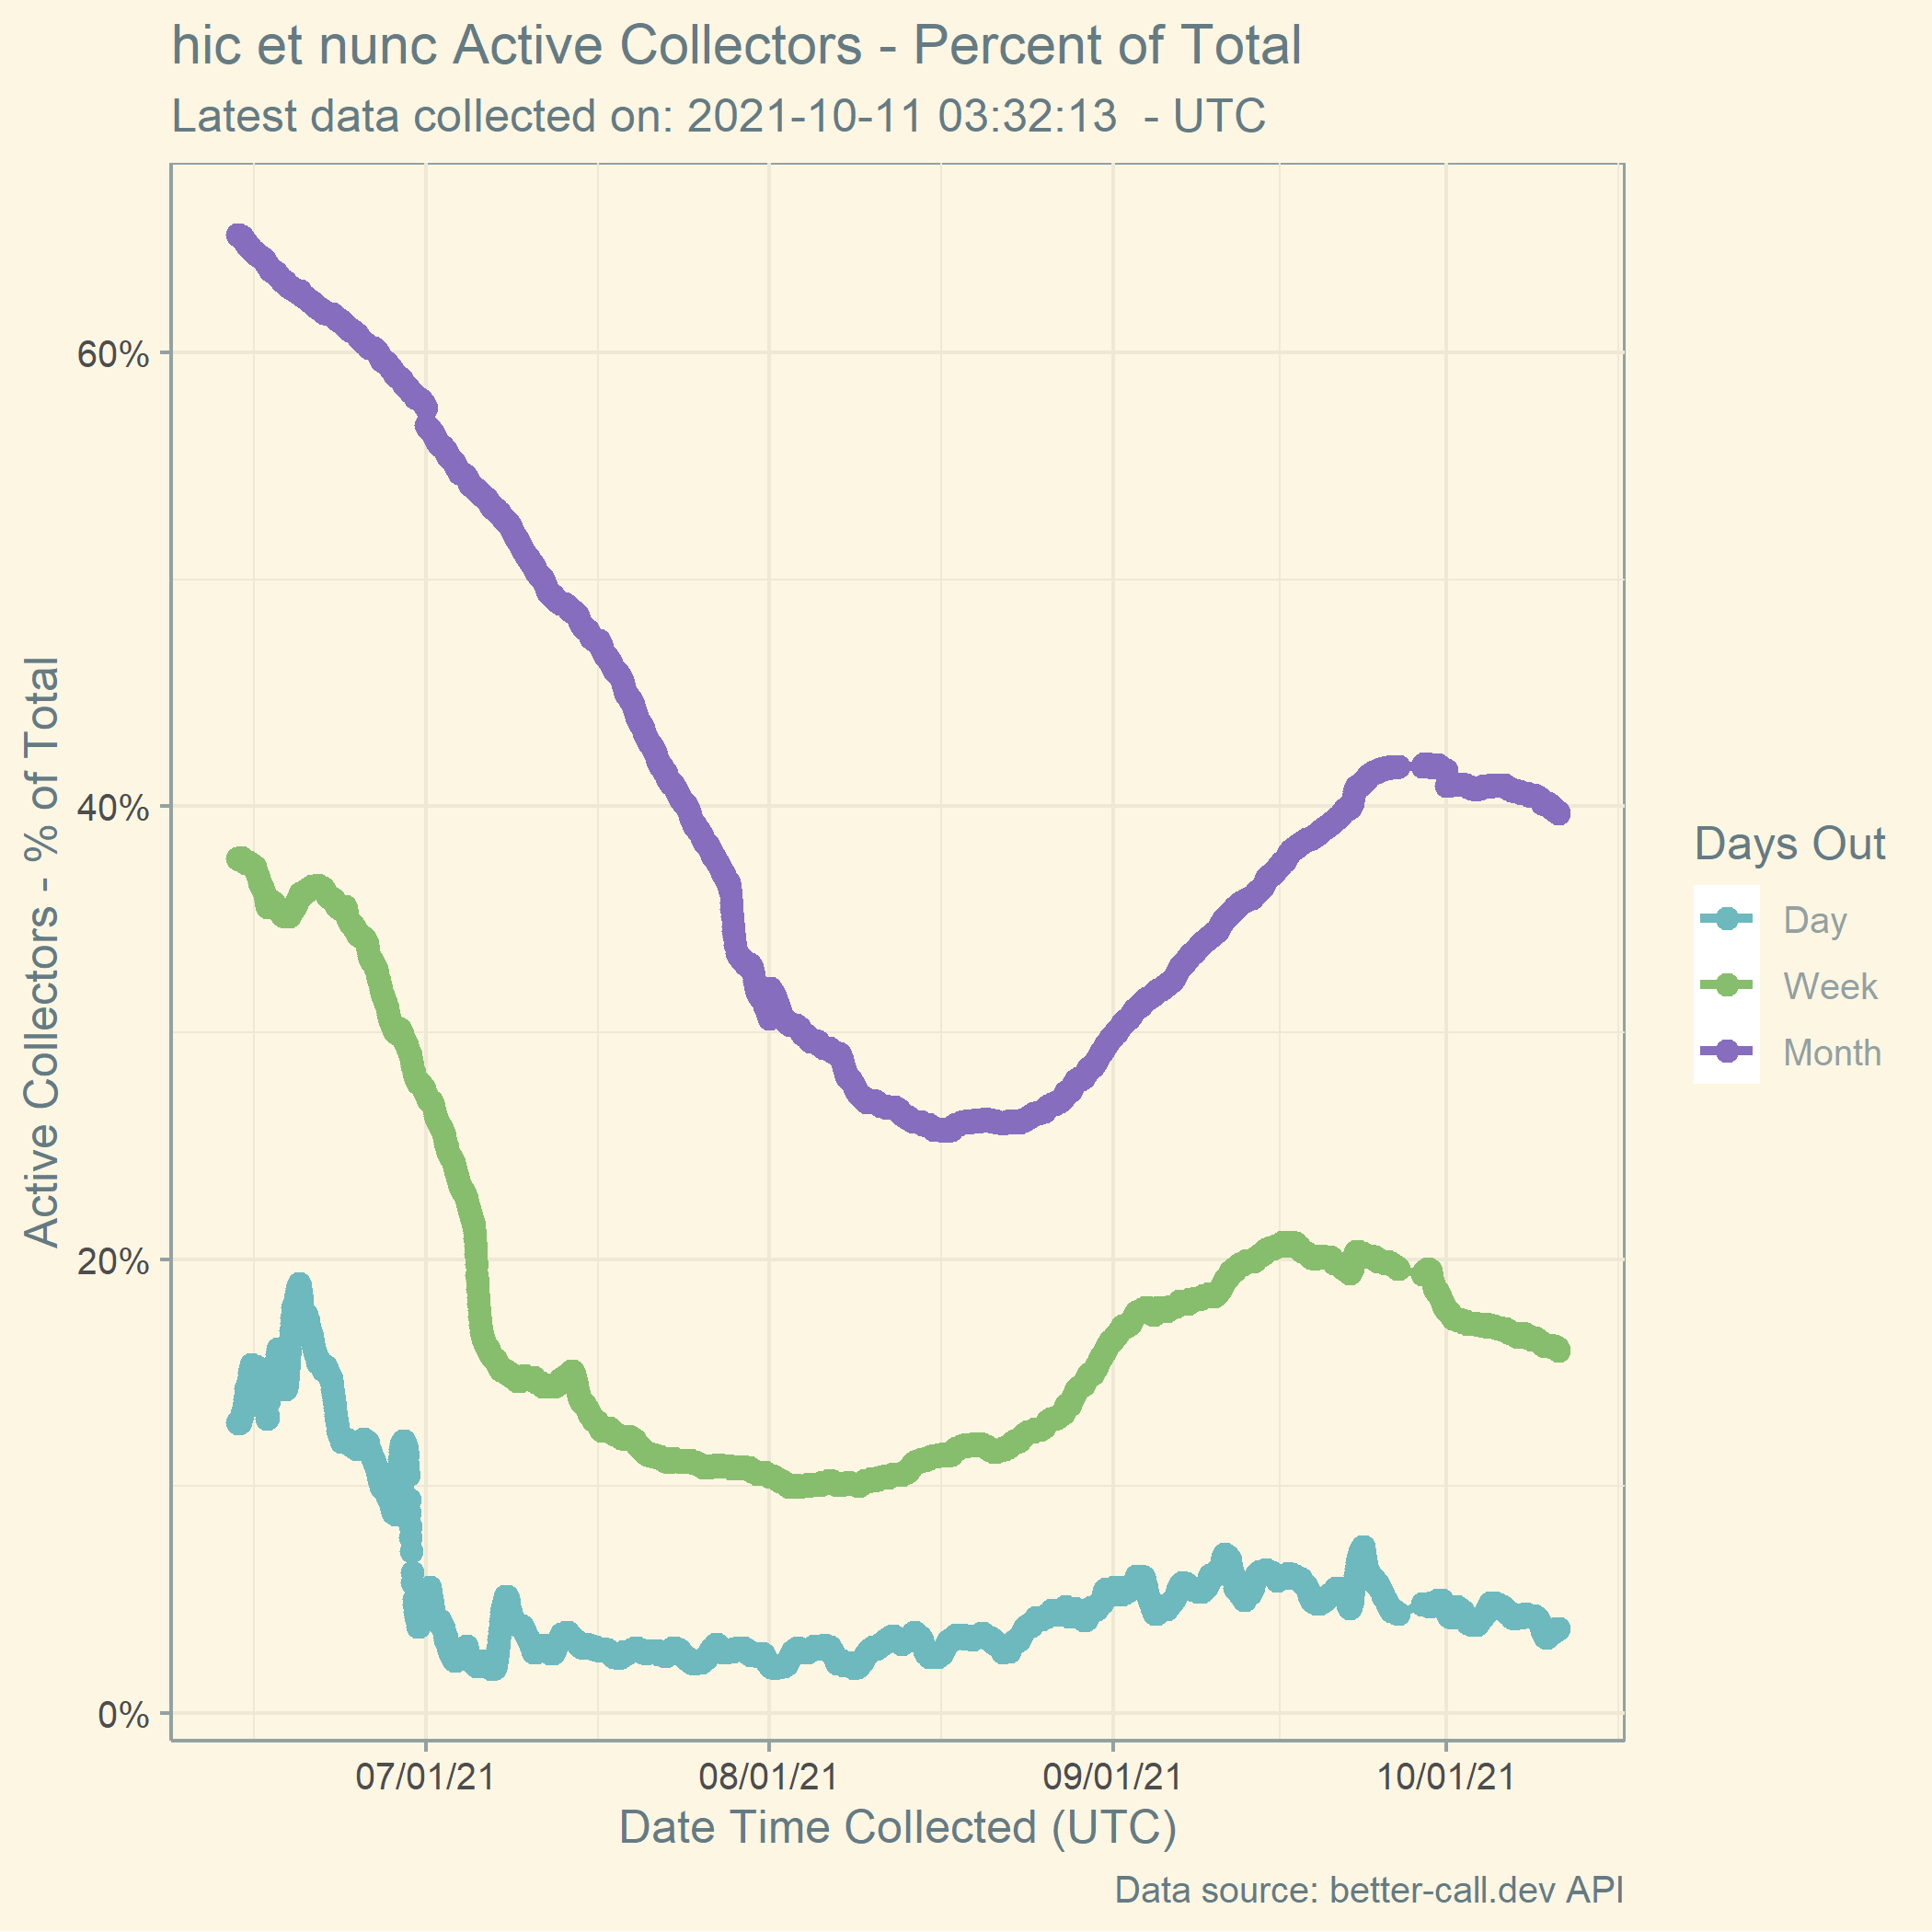 hic et nunc Active Collectors - Percent of Total
Latest data collected on: 2021-10-11 03:32:13  - UTC
Active Collectors - % of Total
60%
40%
20%
0%
07/01/21
08/01/21
09/01/21
10/01/21
Date Time Collected (UTC)
Days Out
Day
Week
Month
Data source: better-call.dev API